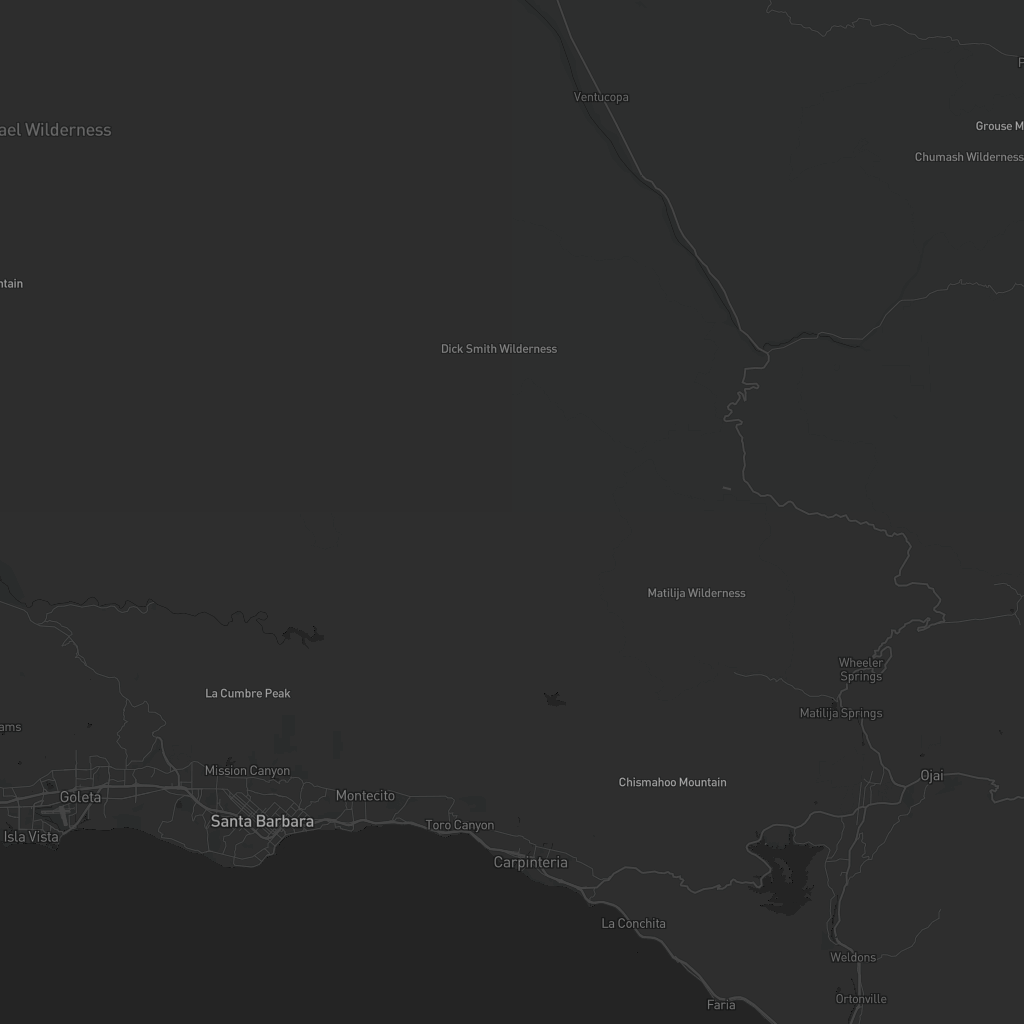 Ventucopa
Grouse M
Chumash Wilderness
ael Wilderness
ntain
Dick Smith Wilderness
Matilija Wilderness
Wheeler
Springs
La Cumbre Peak
Matilija Springs
ams
Mission Canyon
Ojai
Chismahoo Mountain
Goleta
Montecito
Santa Barbara
Toro Canyon
Isla Vista
Carpinteria
La Conchita
Weldons
Ortonville
Faria